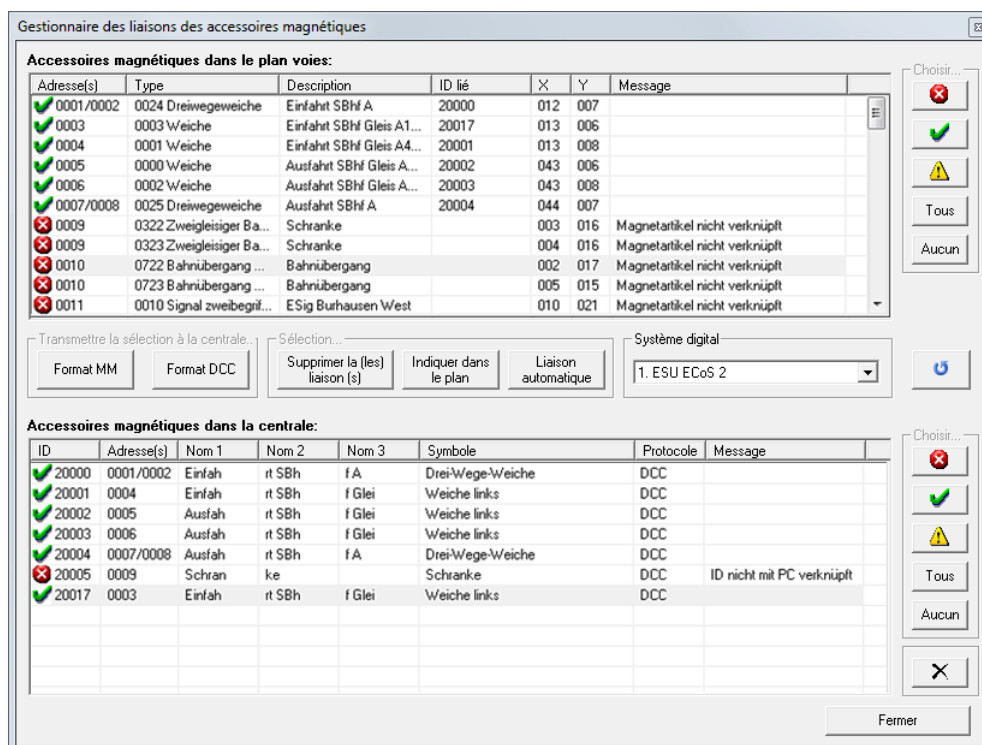 Gestionnaire des liaisons des accessoires magnétiques
Accessoires magnétiques dans le plan voies:
Adresse(s) Type Description ID lié X Y Message
0001/0002 0024 Dreiwegeweiche Einfahrt SBhf A 20000 012 007
0003 0003 Weiche Einfahrt SBhf Gleis A1... 20017 013 006
0004 0001 Weiche Einfahrt SBhf Gleis A4... 20001 013 008
0005 0000 Weiche Ausfahrt SBhf Gleis A... 20002 043 006
0006 0002 Weiche Ausfahrt SBhf Gleis A... 20003 043 008
0007/0008 0025 Dreiwegeweiche Ausfahrt SBhf A 20004 044 007
0009 0322 Zweigleisiger Ba... Schranke 003 016 Magnetartikel nicht verknüpft
0009 0323 Zweigleisiger Ba... Schranke 004 016 Magnetartikel nicht verknüpft
0010 0722 Bahnübergang ... Bahnübergang 002 017 Magnetartikel nicht verknüpft
0010 0723 Bahnübergang ... Bahnübergang 005 015 Magnetartikel nicht verknüpft
0011 0010 Signal zweibegrif... ESig Burhausen West 010 021 Magnetartikel nicht verknüpft
Choisir...
Tous
Aucun
Transmettre la sélection à la centrale..
Format MM
Format DCC
Sélection...
Supprimer la (les) liaison (s)
Indiquer dans le plan
Liaison automatique
Système digital
1. ESU ECoS 2
Accessoires magnétiques dans la centrale:
ID Adresse(s) Nom 1 Nom 2 Nom 3 Symbole Protocole Message
20000 0001/0002 Einfah rt SBh f A Drei-Wege-Weiche DCC
20001 0004 Einfah rt SBh f Glei Weiche links DCC
20002 0005 Ausfah rt SBh f Glei Weiche links DCC
20003 0006 Ausfah rt SBh f Glei Weiche links DCC
20004 0007/0008 Ausfah rt SBh f A Drei-Wege-Weiche DCC
20005 0009 Schran ke Schranke DCC ID nicht mit PC verknüpft
20017 0003 Einfah rt SBh f Glei Weiche links DCC
Choisir...
Tous
Aucun
Fermer